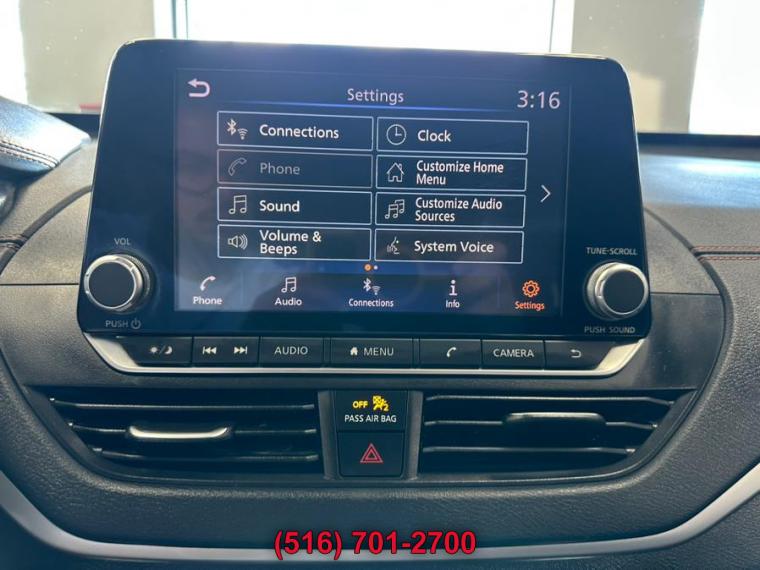 Settings
3:16
Connections
Clock
Phone
Customize Home
Menu
Sound
Customize Audio
Sources
Volume &
Beeps
System Voice
VOL
TUNE-SCROLL
Phone
Audio
Connections
Info
Settings
PUSH
PUSH SOUND
AUDIO
MENU
CAMERA
OFF 2
PASS AIR BAG
(516) 701-2700